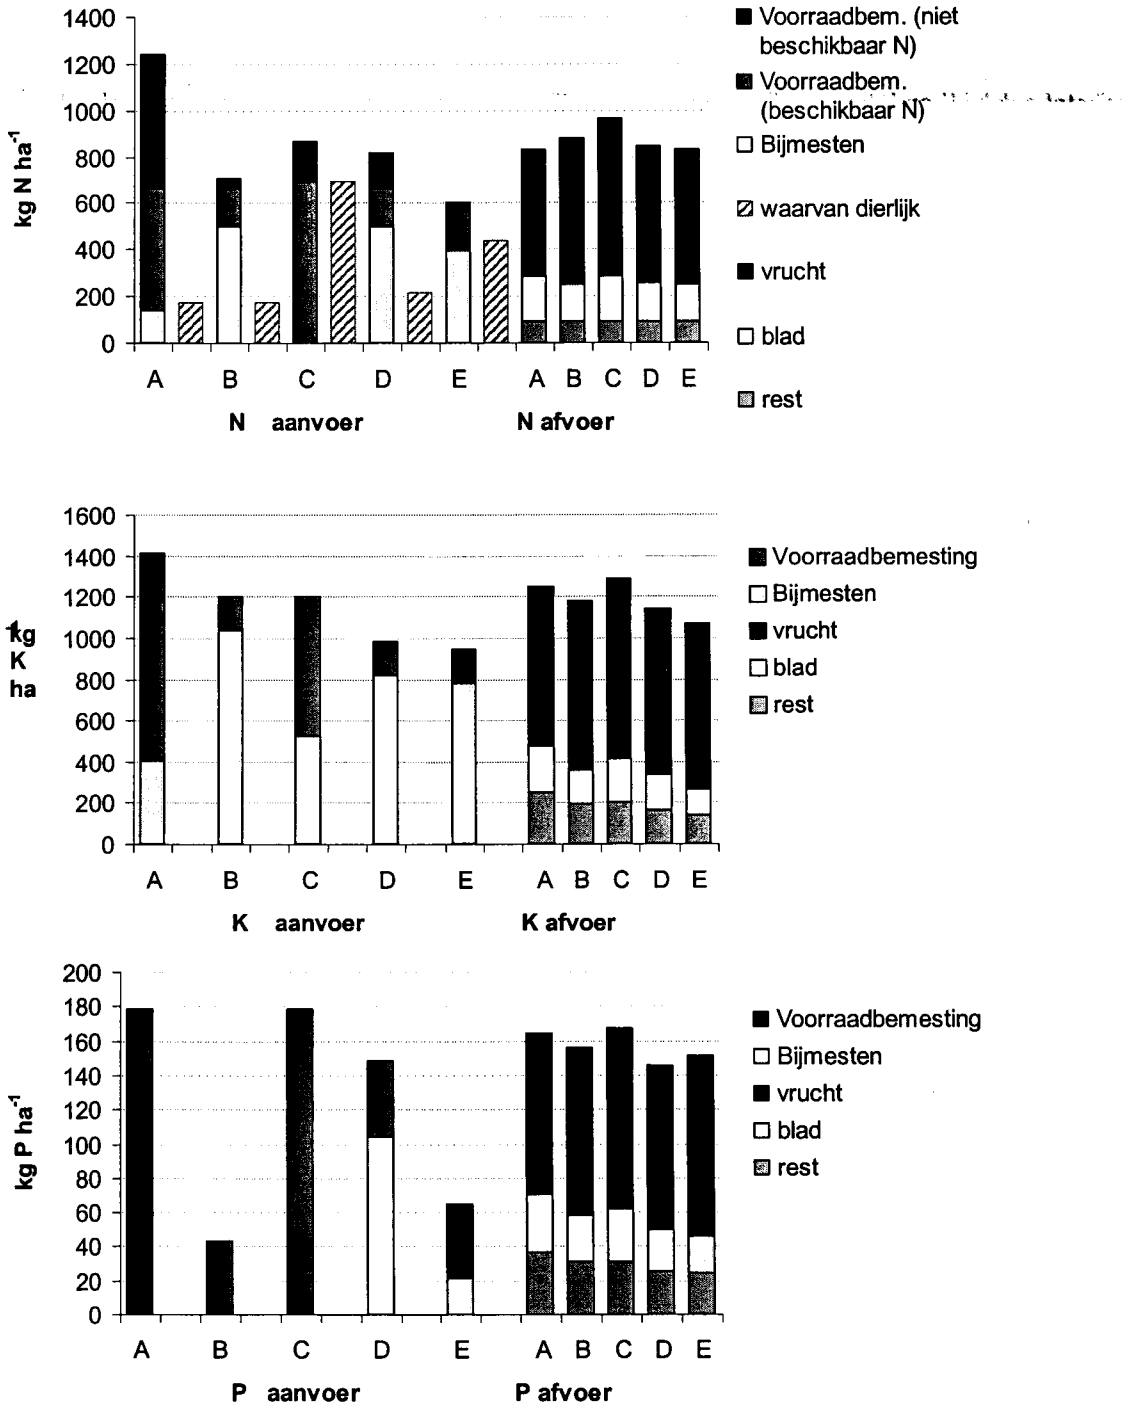 1400
1200
1000
800
600
400
200
0
kg N ha-1
A B C D E A B C D E
N aanvoer N afvoer
Voorraadbem. (niet
beschikbaar N)
Voorraadbem.
(beschikbaar N)
Bijmesten
waarvan dierlijk
vrucht
blad
rest
1600
1400
1200
1000
800
600
400
200
0
kg
K
ha
A B C D E A B C D E
K aanvoer K afvoer
Voorraadbemesting
Bijmesten
vrucht
blad
rest
200
180
160
140
120
100
80
60
40
20
0
kg P ha-1
A B C D E A B C D E
P aanvoer P afvoer
Voorraadbemesting
Bijmesten
vrucht
blad
rest